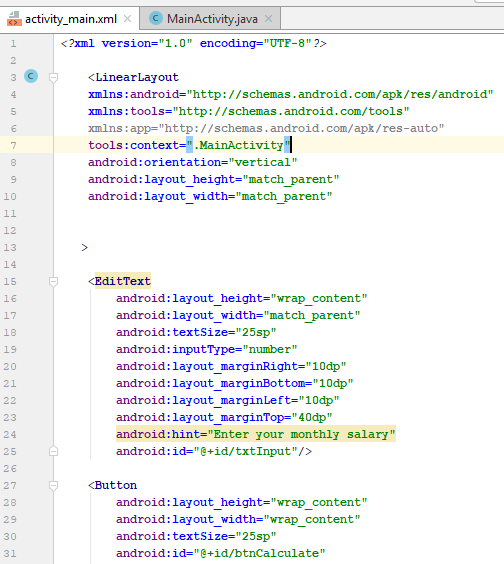 activity_main.xml × MainActivity.java ×
1 <?xml version="1.0" encoding="UTF-8"?>
2
3 C <LinearLayout
4 xmlns:android="http://schemas.android.com/apk/res/android"
5 xmlns:tools="http://schemas.android.com/tools"
6 xmlns:app="http://schemas.android.com/apk/res-auto"
7 tools:context=".MainActivity"
8 android:orientation="vertical"
9 android:layout_height="match_parent"
10 android:layout_width="match_parent"
11
12
13 >
14
15 <EditText
16 android:layout_height="wrap_content"
17 android:layout_width="match_parent"
18 android:textSize="25sp"
19 android:inputType="number"
20 android:layout_marginRight="10dp"
21 android:layout_marginBottom="10dp"
22 android:layout_marginLeft="10dp"
23 android:layout_marginTop="40dp"
24 android:hint="Enter your monthly salary"
25 android:id="@+id/txtInput"/>
26
27 <Button
28 android:layout_height="wrap_content"
29 android:layout_width="wrap_content"
30 android:textSize="25sp"
31 android:id="@+id/btnCalculate"